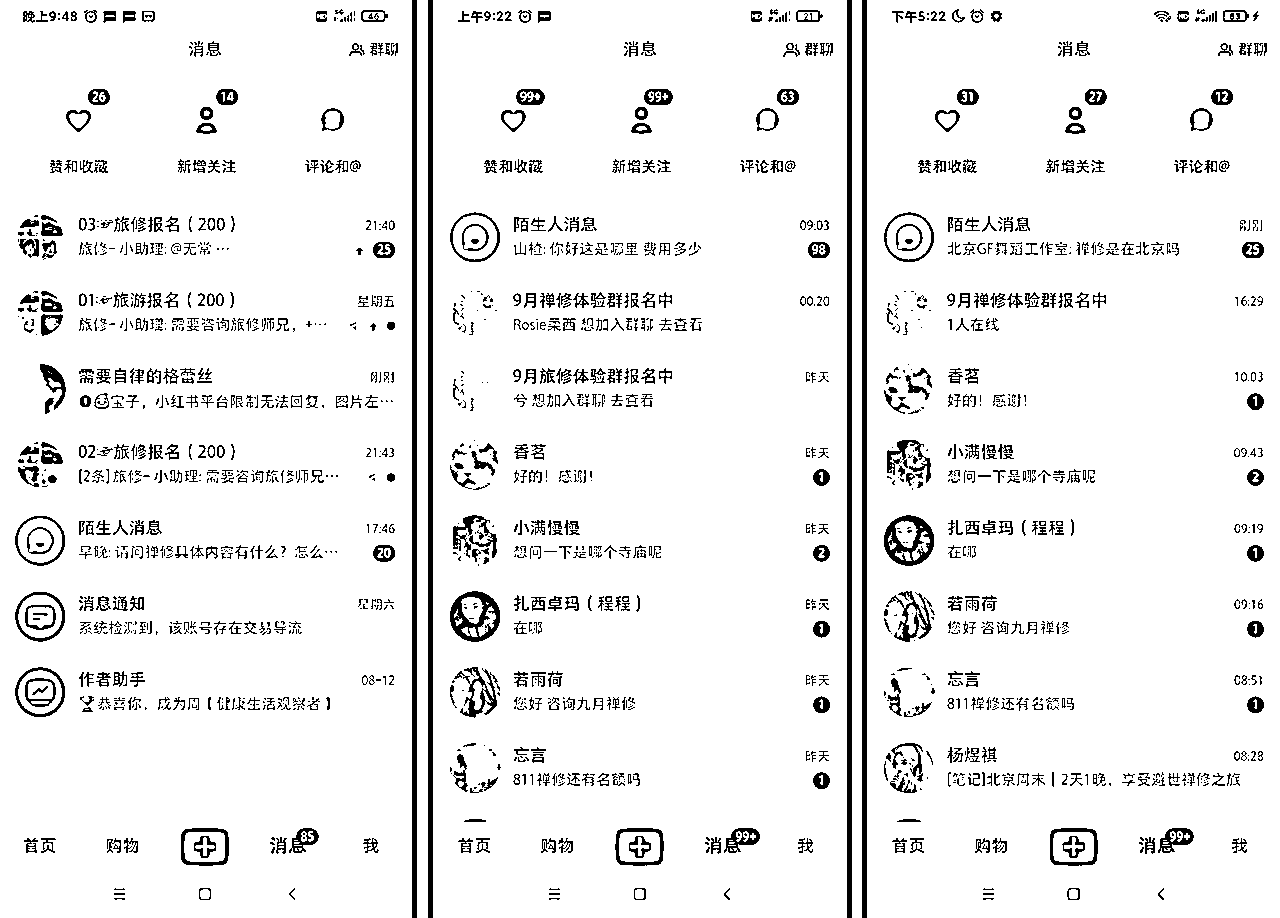 晚上9:48
46
消息
群聊
26
14
赞和收藏
新增关注
评论和@
03👉旅修报名（200）
21:40
旅修-小助理: @无常 ...
25
01👉旅游报名（200）
星期五
旅修-小助理: 需要咨询旅修师兄，+...
需要自律的格蕾丝
刚刚
宝子，小红书平台限制无法回复，图片左...
02👉旅修报名（200）
21:43
[2条]旅修-小助理: 需要咨询旅修师兄...
陌生人消息
17:46
早晚: 请问禅修具体内容有什么？怎么...
20
消息通知
星期六
系统检测到，该账号存在交易导流
作者助手
08-12
🏆恭喜你，成为周【健康生活观察者】
首页
购物
消息
85
我
上午9:22
21
消息
群聊
99+
99+
63
赞和收藏
新增关注
评论和@
陌生人消息
09:03
山楂: 你好这是哪里 费用多少
98
9月禅修体验群报名中
00:20
Rosie柔西 想加入群聊 去查看
9月旅修体验群报名中
昨天
兮 想加入群聊 去查看
香茗
昨天
好的！感谢!
1
小满慢慢
昨天
想问一下是哪个寺庙呢
2
扎西卓玛（程程）
昨天
在哪
1
若雨荷
昨天
您好 咨询九月禅修
1
忘言
昨天
811禅修还有名额吗
1
首页
购物
消息
99+
我
下午5:22
83
消息
群聊
31
27
12
赞和收藏
新增关注
评论和@
陌生人消息
刚刚
北京GF舞蹈工作室: 禅修是在北京吗
25
9月禅修体验群报名中
16:29
1人在线
香茗
10:03
好的！感谢!
1
小满慢慢
09:43
想问一下是哪个寺庙呢
2
扎西卓玛（程程）
09:19
在哪
1
若雨荷
09:16
您好 咨询九月禅修
1
忘言
08:51
811禅修还有名额吗
1
杨煜祺
08:28
[笔记]北京周末｜2天1晚，享受避世禅修之旅
首页
购物
消息
99+
我